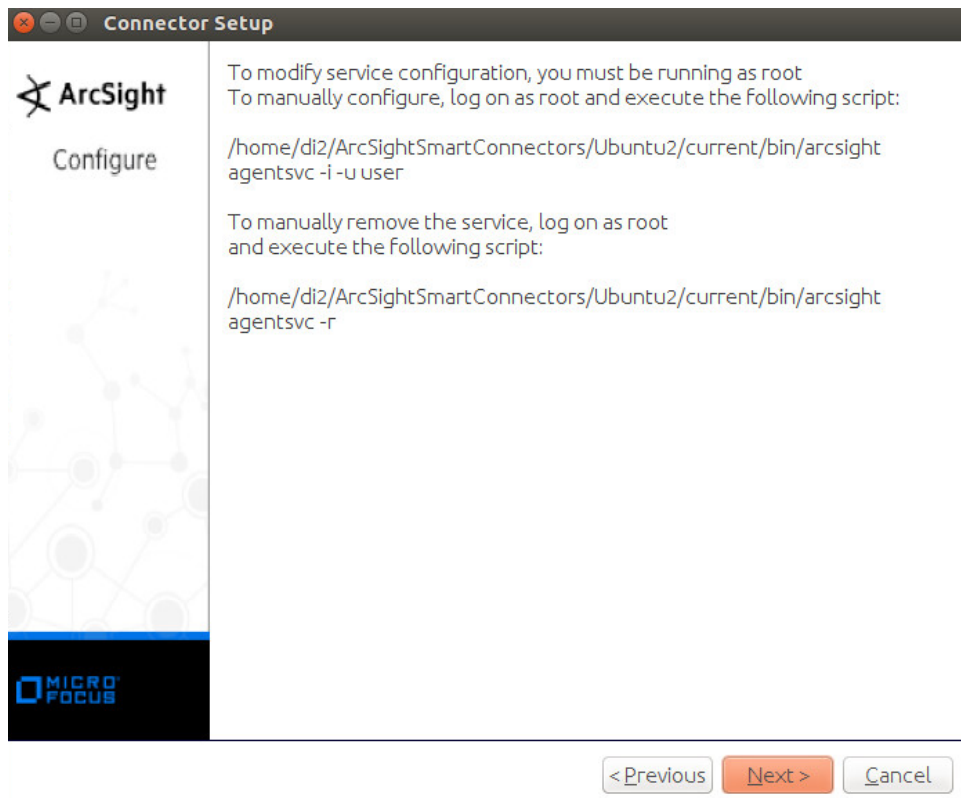 Connector Setup
ArcSight
Configure
To modify service configuration, you must be running as root
To manually configure, log on as root and execute the following script:
/home/di2/ArcSightSmartConnectors/Ubuntu2/current/bin/arcsight
agentsvc -i -u user
To manually remove the service, log on as root
and execute the following script:
/home/di2/ArcSightSmartConnectors/Ubuntu2/current/bin/arcsight
agentsvc -r
MICRO
FOCUS
< Previous
Next >
Cancel